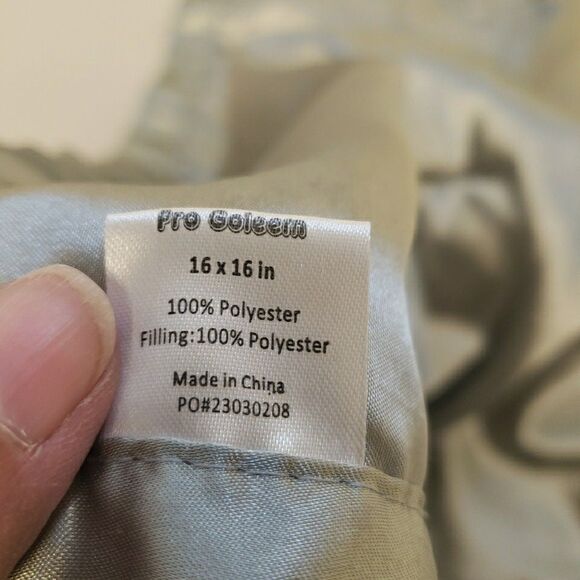 Pro Goleem
16 x 16 in
100% Polyester
Filling:100% Polyester
Made in China
PO#23030208